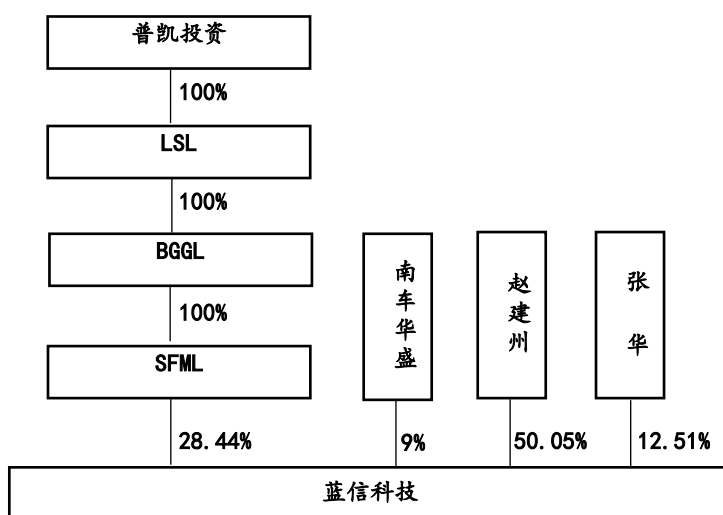 普凯投资
100%
LSL
100%
BGGL
100%
SFML
南车华盛
赵建州
张华
28.44%
9%
50.05%
12.51%
蓝信科技